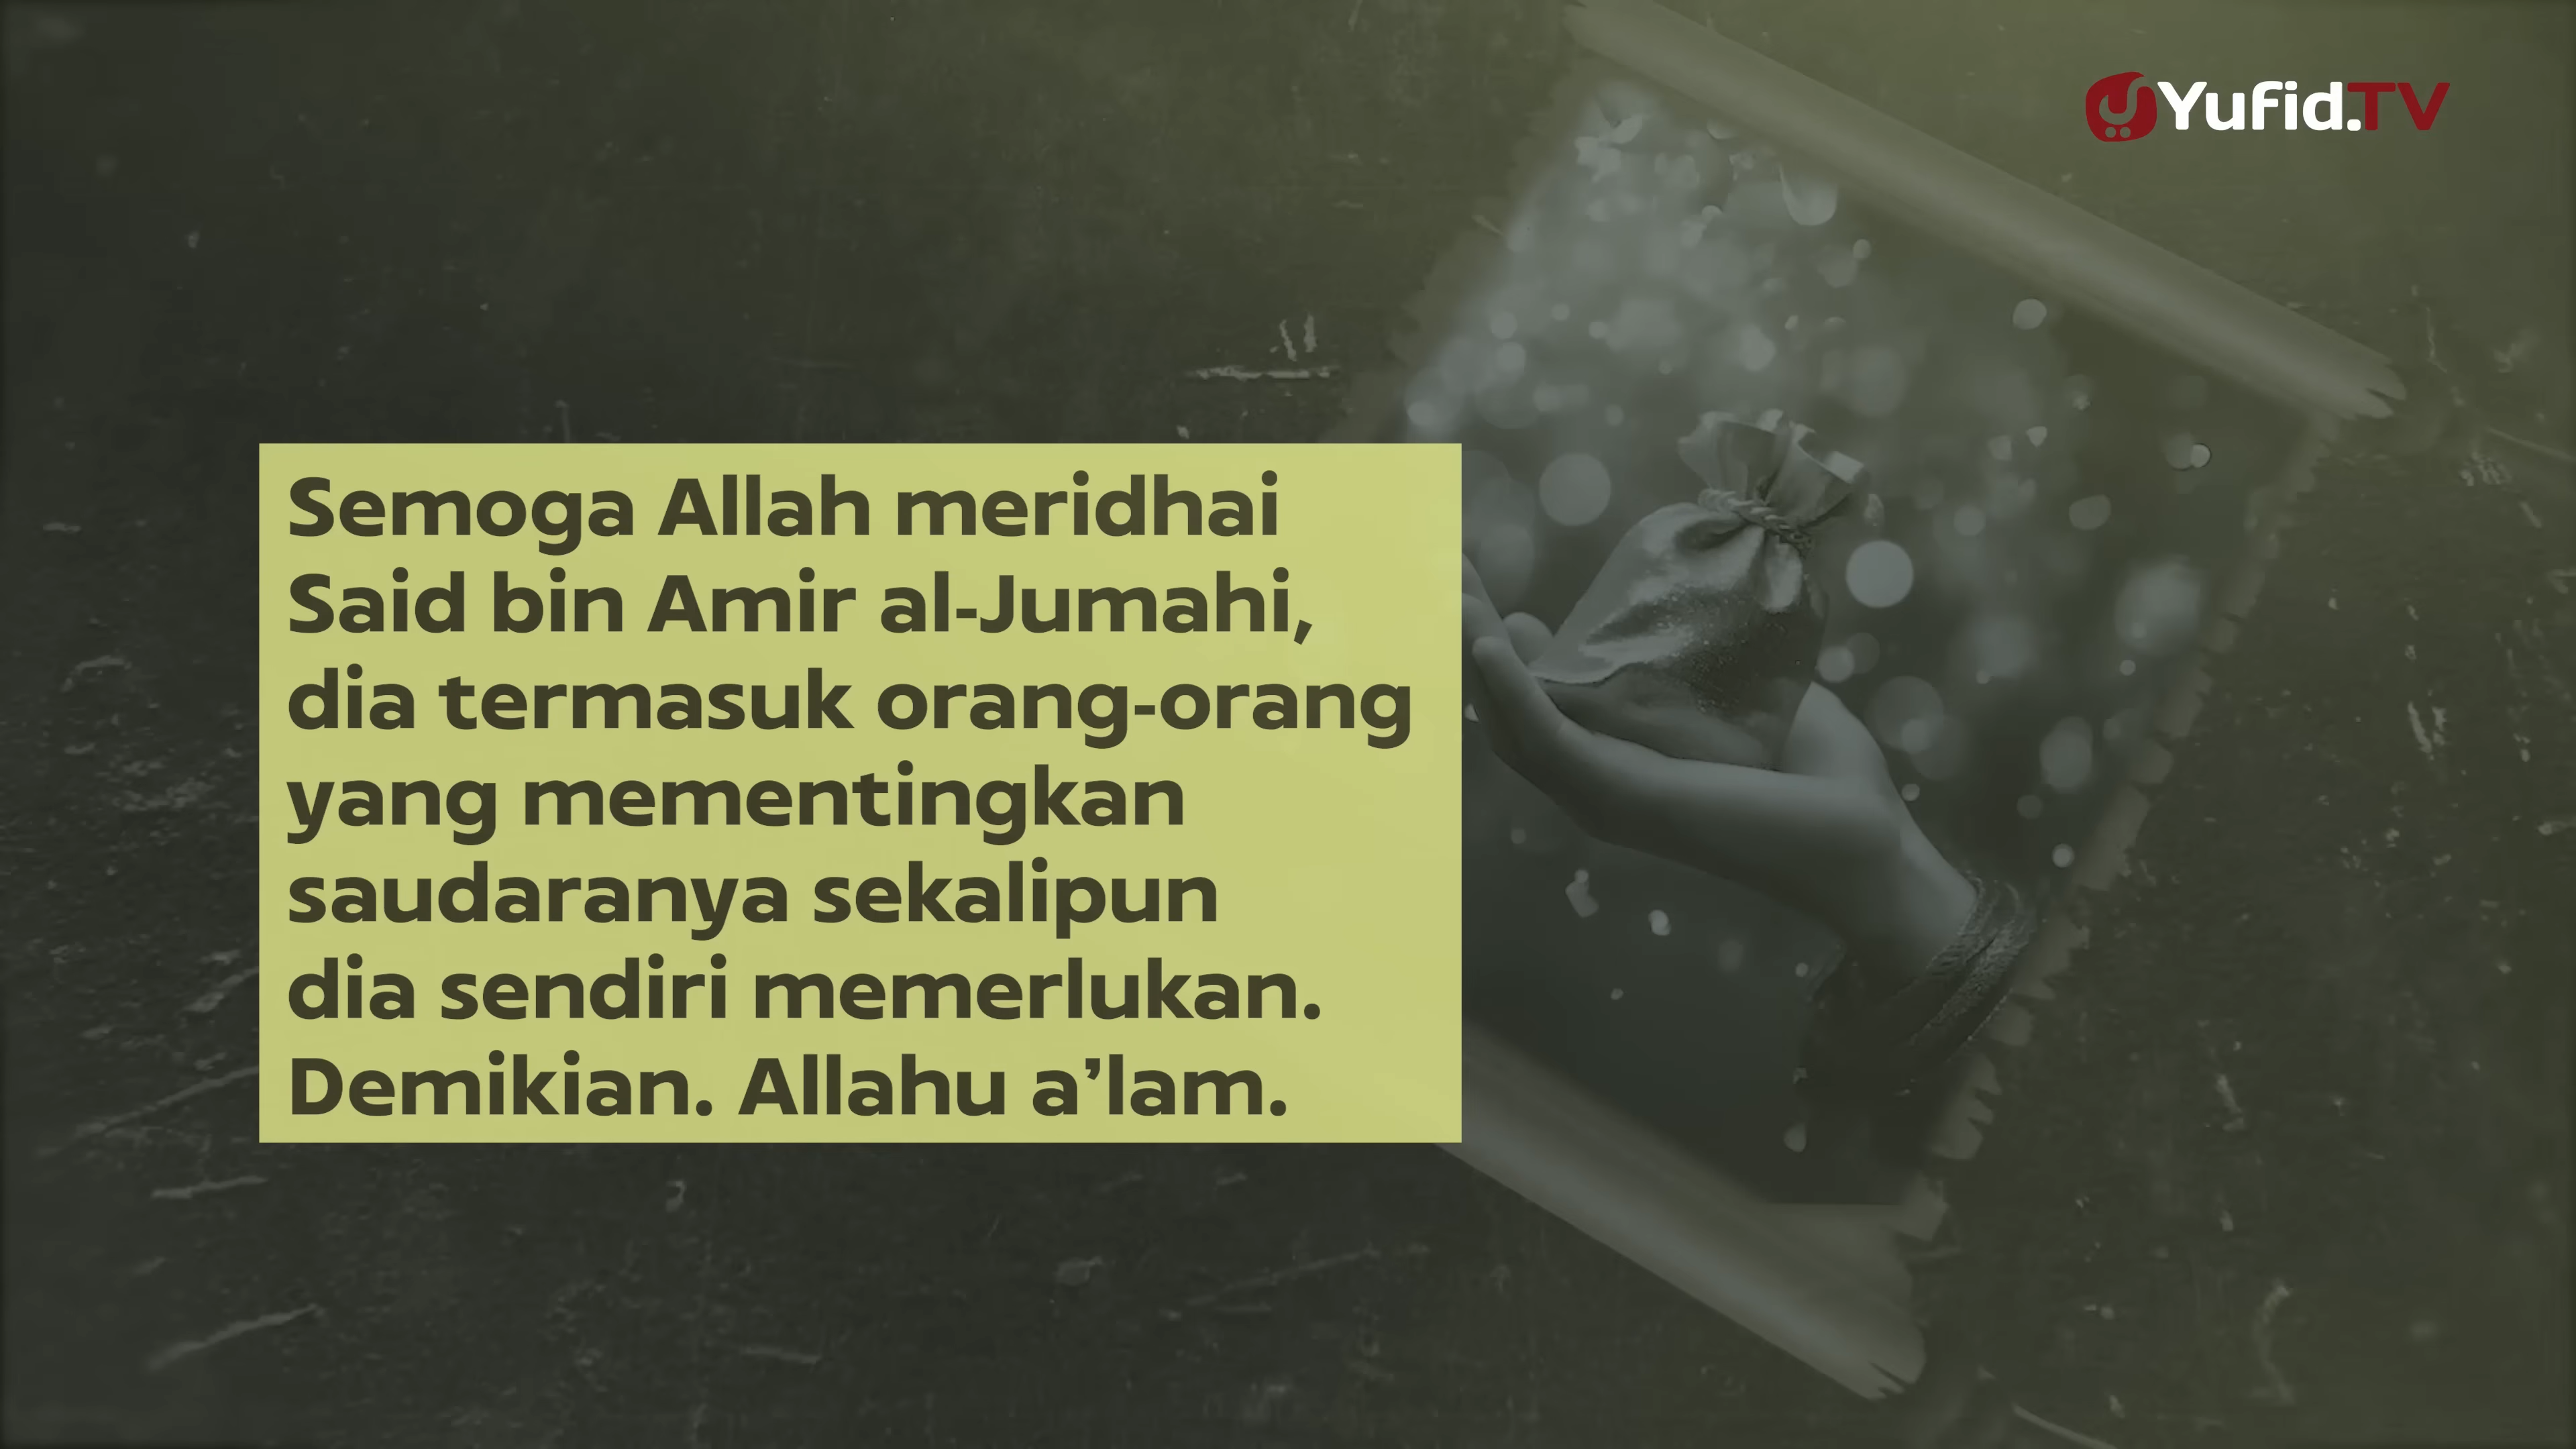 Yufid.TV
Semoga Allah meridhai
Said bin Amir al-Jumahi,
dia termasuk orang-orang
yang mementingkan
saudaranya sekalipun
dia sendiri memerlukan.
Demikian. Allahu a’lam.